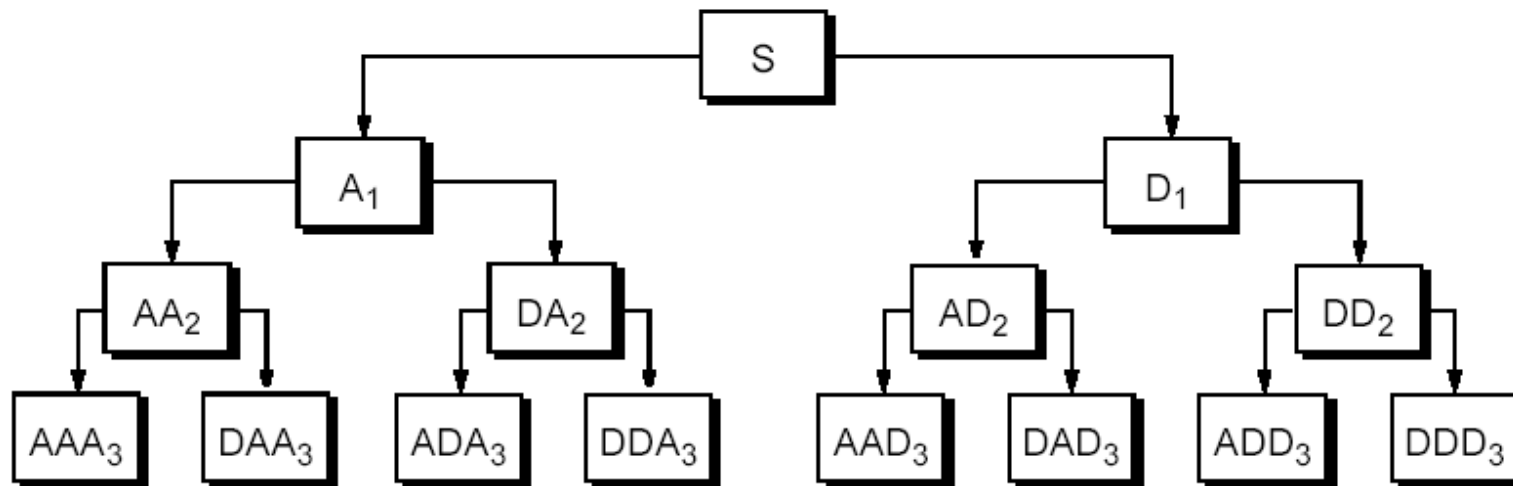 S
A₁ D₁
AA₂ DA₂ AD₂ DD₂
AAA₃ DAA₃ ADA₃ DDA₃ AAD₃ DAD₃ ADD₃ DDD₃